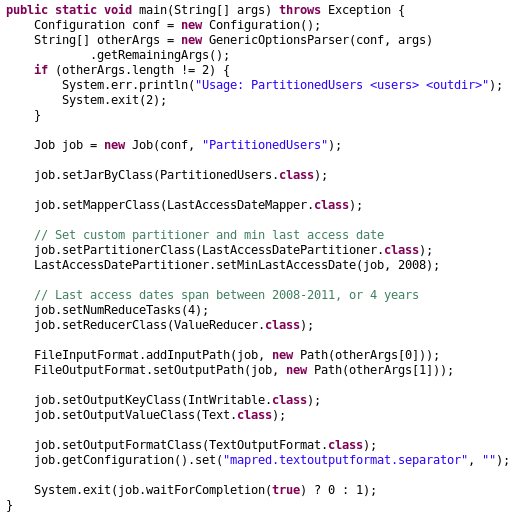 public static void main(String[] args) throws Exception {
    Configuration conf = new Configuration();
    String[] otherArgs = new GenericOptionsParser(conf, args)
            .getRemainingArgs();
    if (otherArgs.length != 2) {
        System.err.println("Usage: PartitionedUsers <users> <outdir>");
        System.exit(2);
    }

    Job job = new Job(conf, "PartitionedUsers");

    job.setJarByClass(PartitionedUsers.class);

    job.setMapperClass(LastAccessDateMapper.class);

    // Set custom partitioner and min last access date
    job.setPartitionerClass(LastAccessDatePartitioner.class);
    LastAccessDatePartitioner.setMinLastAccessDate(job, 2008);

    // Last access dates span between 2008-2011, or 4 years
    job.setNumReduceTasks(4);
    job.setReducerClass(ValueReducer.class);

    FileInputFormat.addInputPath(job, new Path(otherArgs[0]));
    FileOutputFormat.setOutputPath(job, new Path(otherArgs[1]));

    job.setOutputKeyClass(IntWritable.class);
    job.setOutputValueClass(Text.class);

    job.setOutputFormatClass(TextOutputFormat.class);
    job.getConfiguration().set("mapred.textoutputformat.separator", "");

    System.exit(job.waitForCompletion(true) ? 0 : 1);
}